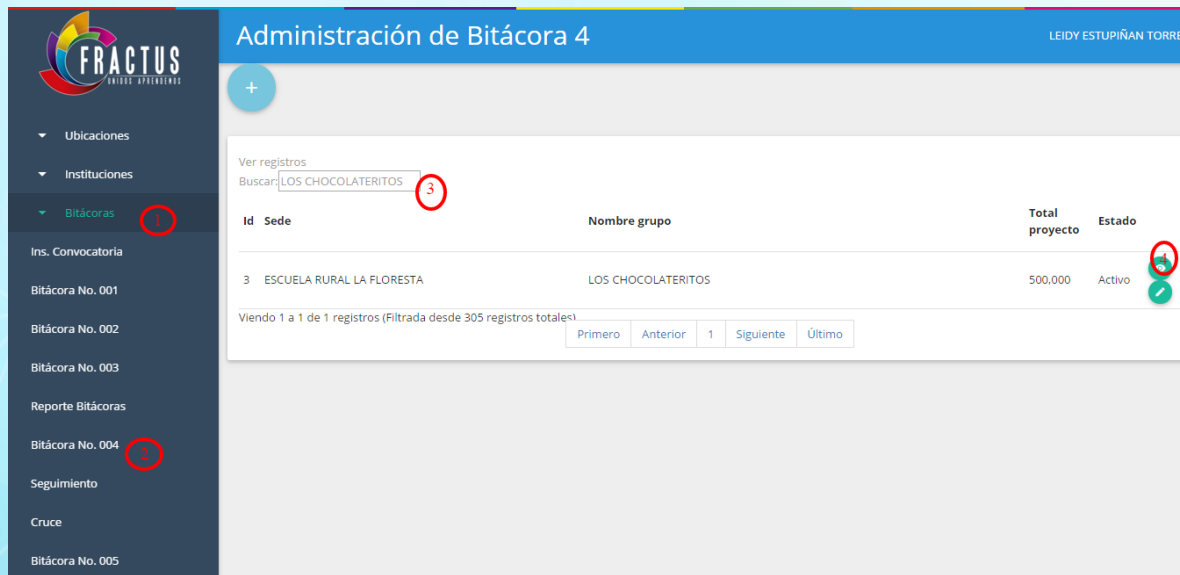 FRACTUS
UNIDOS APRENDEMOS
Administración de Bitácora 4
LEIDY ESTUPIÑAN TORRE
+
Ubicaciones
Instituciones
Bitácoras
1
Ins. Convocatoria
Bitácora No. 001
Bitácora No. 002
Bitácora No. 003
Reporte Bitácoras
Bitácora No. 004
2
Seguimiento
Cruce
Bitácora No. 005
Ver registros
Buscar: LOS CHOCOLATERITOS
3
Id Sede Nombre grupo Total proyecto Estado
4
3 ESCUELA RURAL LA FLORESTA LOS CHOCOLATERITOS 500,000 Activo
Viendo 1 a 1 de 1 registros (Filtrada desde 305 registros totales)
Primero Anterior 1 Siguiente Último